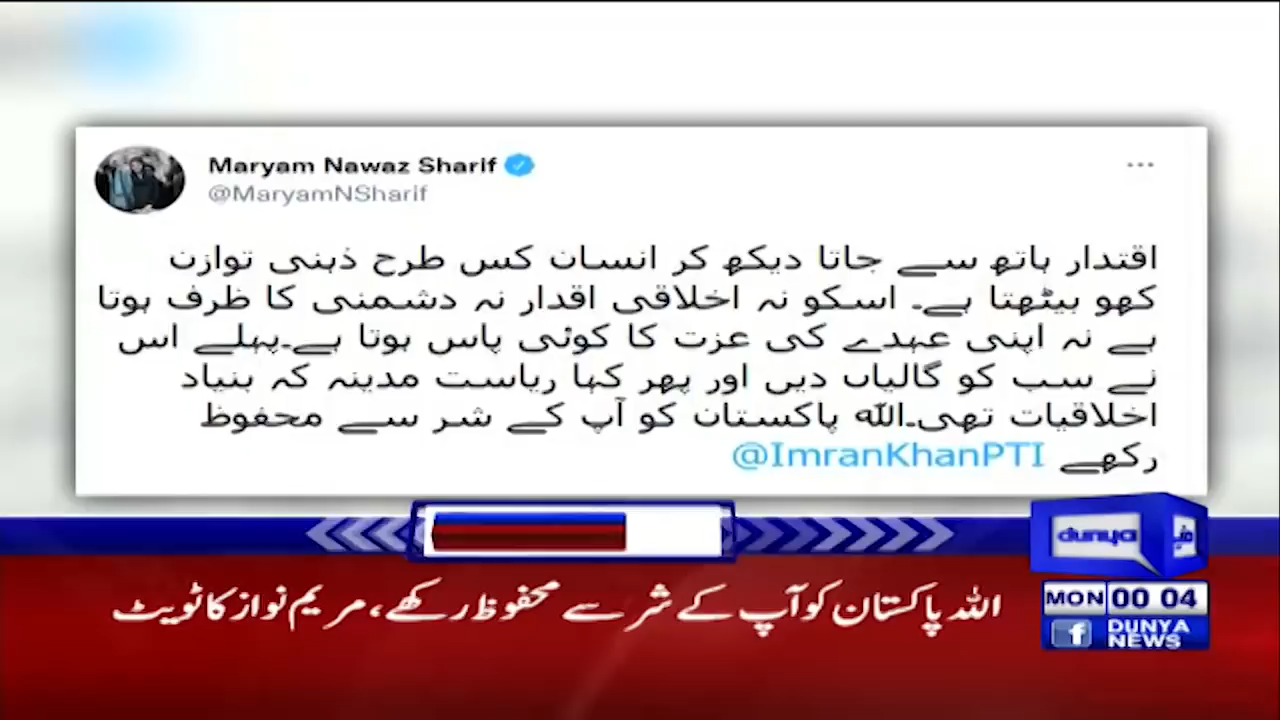 Maryam Nawaz Sharif
@MaryamNSharif
اقتدار ہاتھ سے جاتا دیکھ کر انسان کس طرح ذہنی توازن
کھو بیٹھتا ہے۔ اسکو نہ اخلاقی اقدار نہ دشمنی کا ظرف ہوتا
ہے نہ اپنی عہدے کی عزت کا کوئی پاس ہوتا ہے۔پہلے اس
نے سب کو گالیاں دیں اور پھر کہا ریاست مدینہ کہ بنیاد
اخلاقیات تھی۔اللّٰہ پاکستان کو آپ کے شر سے محفوظ
رکھے @ImranKhanPTI
dunya دنیا
اللہ پاکستان کو آپ کے شر سے محفوظ رکھے، مریم نواز کا ٹویٹ
MON 00 04
f DUNYA
NEWS